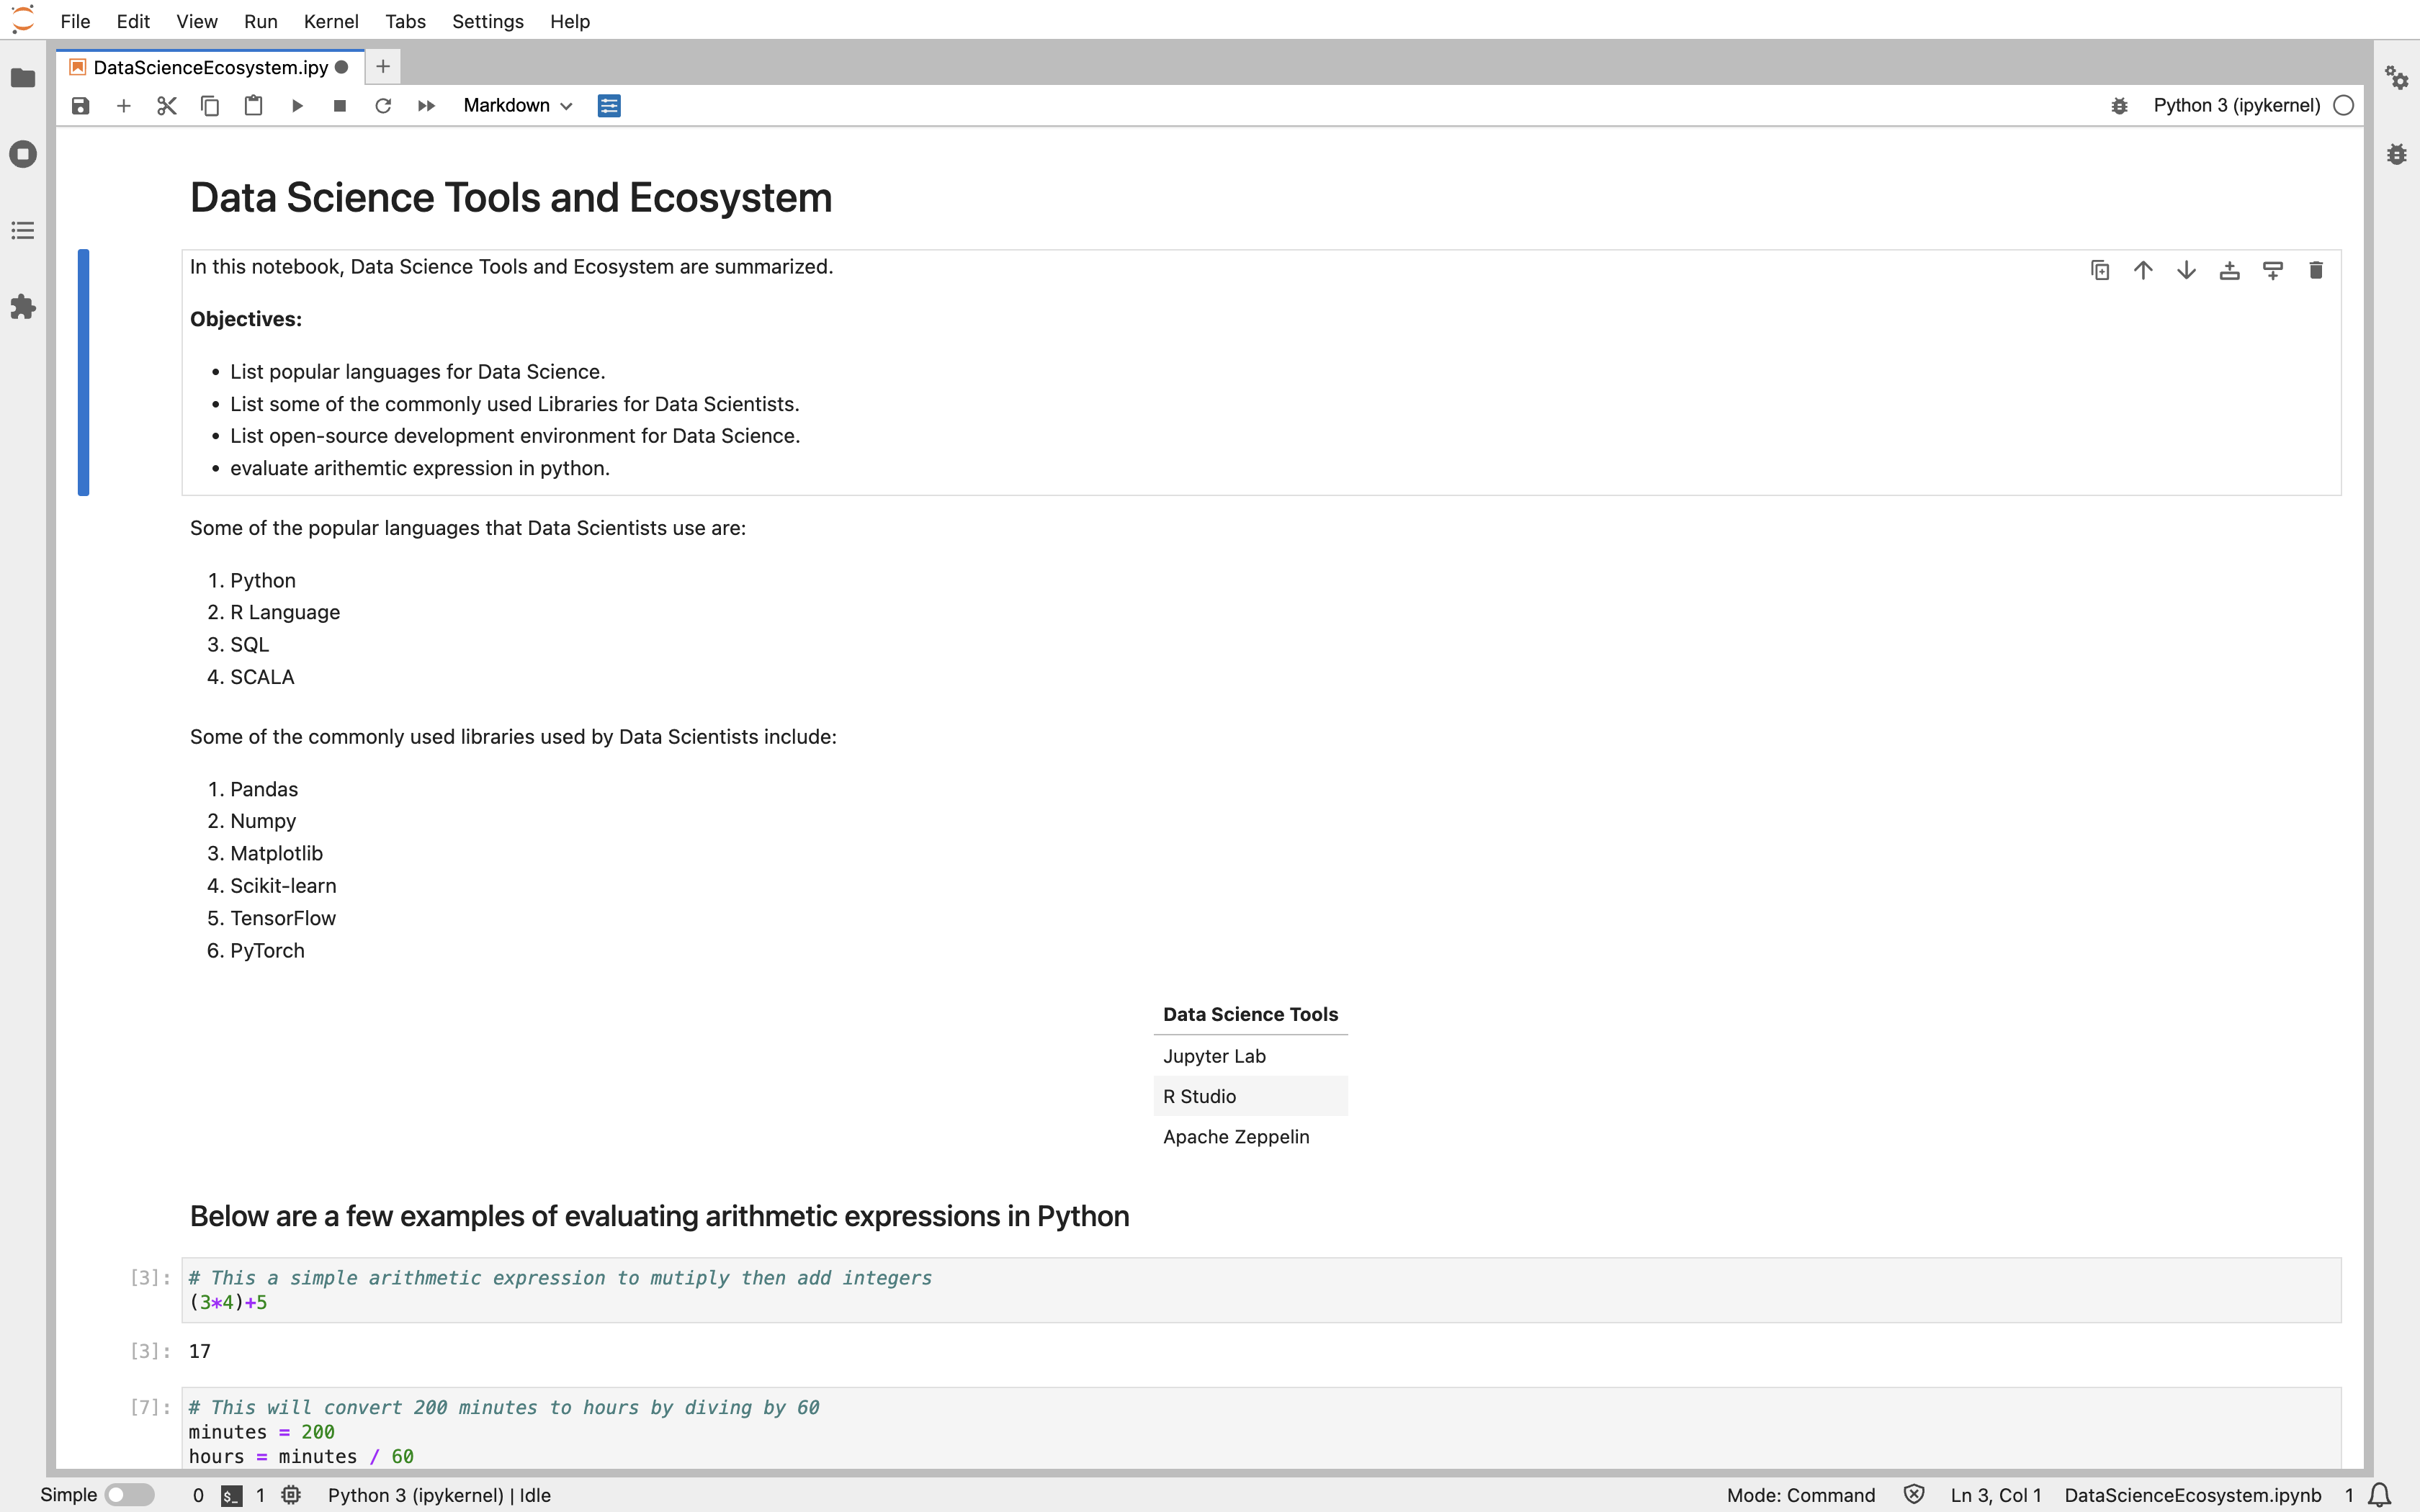 File Edit View Run Kernel Tabs Settings Help
DataScienceEcosystem.ipy
Markdown
Python 3 (ipykernel)
Data Science Tools and Ecosystem
In this notebook, Data Science Tools and Ecosystem are summarized.
Objectives:
• List popular languages for Data Science.
• List some of the commonly used Libraries for Data Scientists.
• List open-source development environment for Data Science.
• evaluate arithemtic expression in python.
Some of the popular languages that Data Scientists use are:
1. Python
2. R Language
3. SQL
4. SCALA
Some of the commonly used libraries used by Data Scientists include:
1. Pandas
2. Numpy
3. Matplotlib
4. Scikit-learn
5. TensorFlow
6. PyTorch
Data Science Tools
Jupyter Lab
R Studio
Apache Zeppelin
Below are a few examples of evaluating arithmetic expressions in Python
[3]: # This a simple arithmetic expression to mutiply then add integers
(3*4)+5
[3]: 17
[7]: # This will convert 200 minutes to hours by diving by 60
minutes = 200
hours = minutes / 60
Simple 0 $_ 1 Python 3 (ipykernel) | Idle Mode: Command Ln 3, Col 1 DataScienceEcosystem.ipynb 1